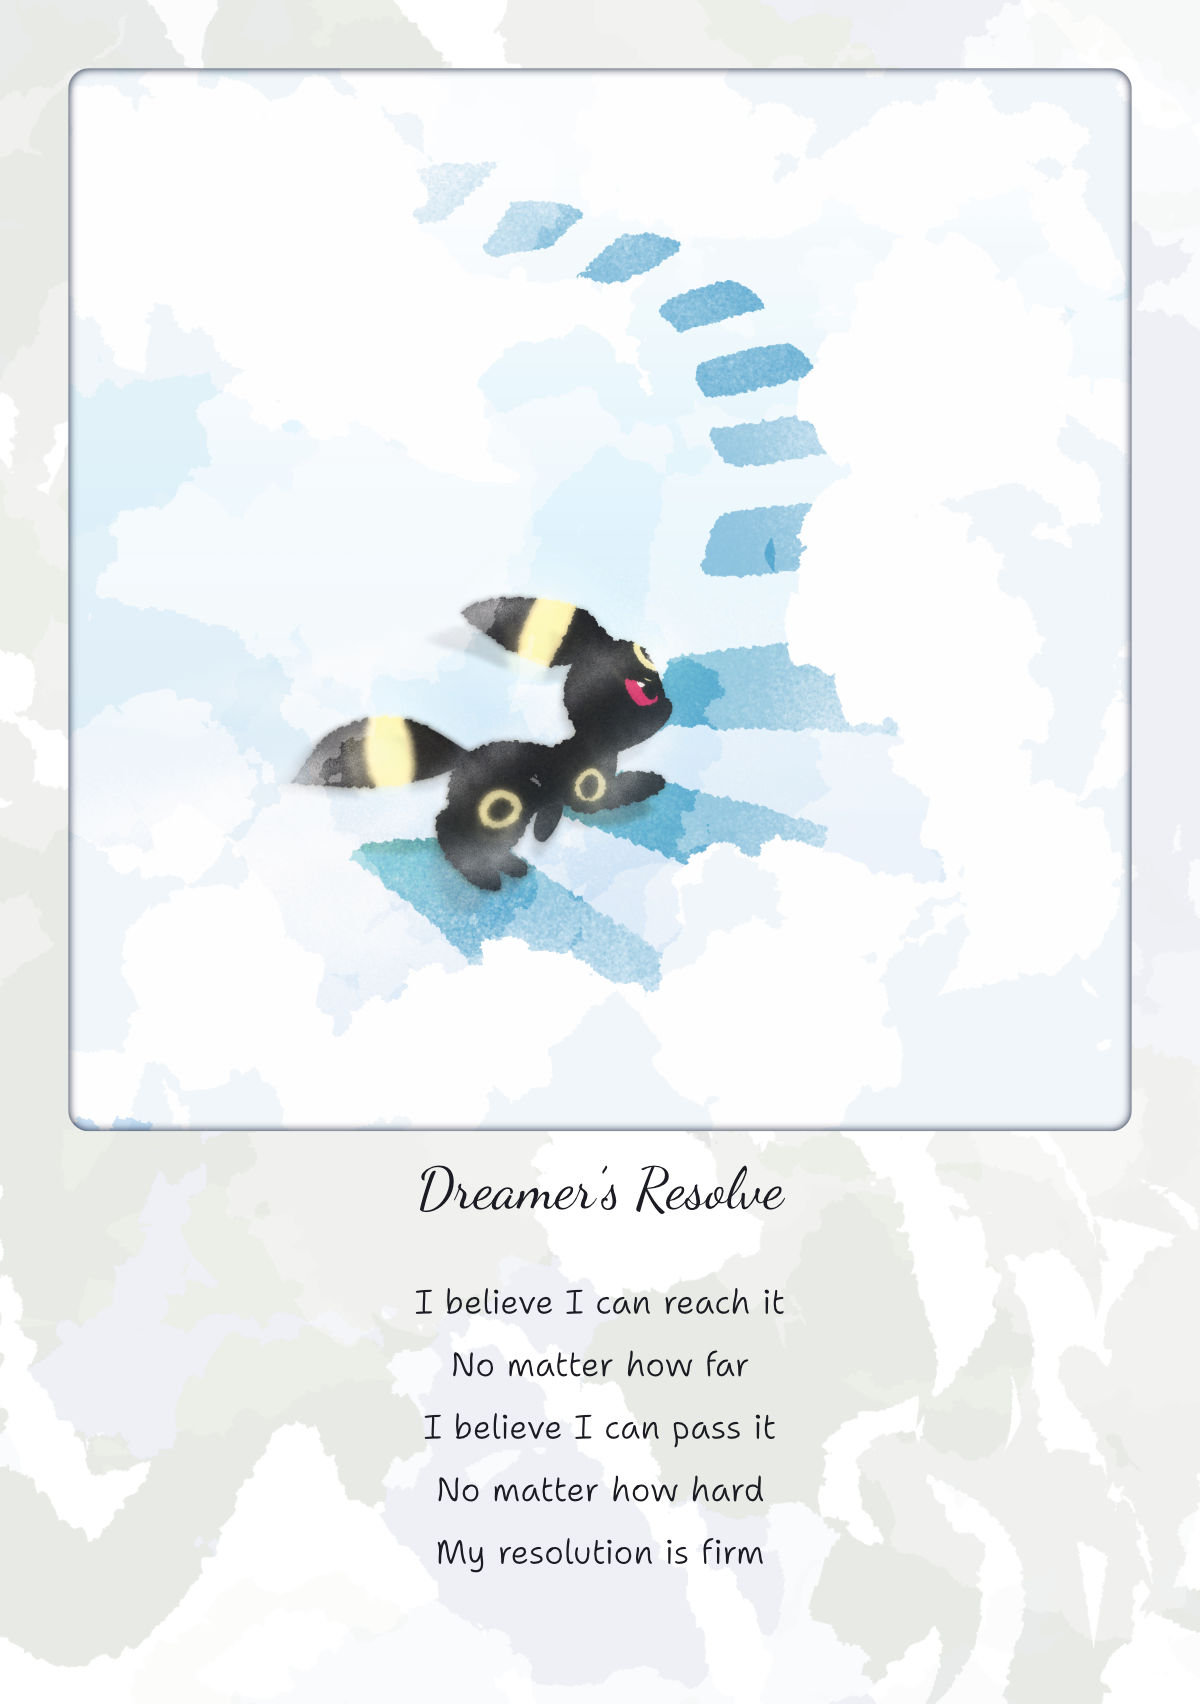 Dreamer's Resolve
I believe I can reach it
No matter how far
I believe I can pass it
No matter how hard
My resolution is firm